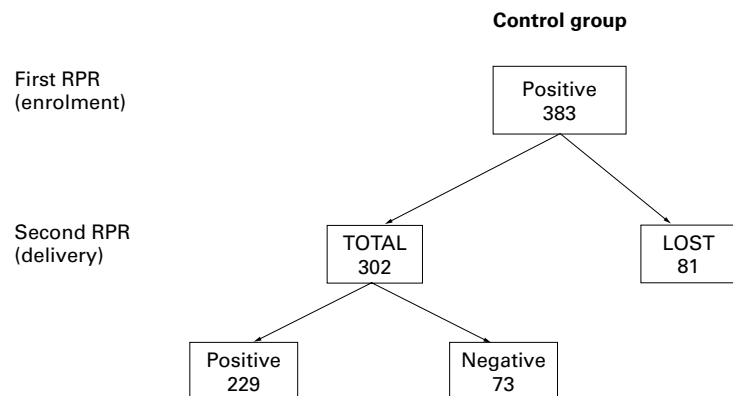 Control group
First RPR
(enrolment)
Positive
383
Second RPR
(delivery)
TOTAL
302
LOST
81
Positive
229
Negative
73